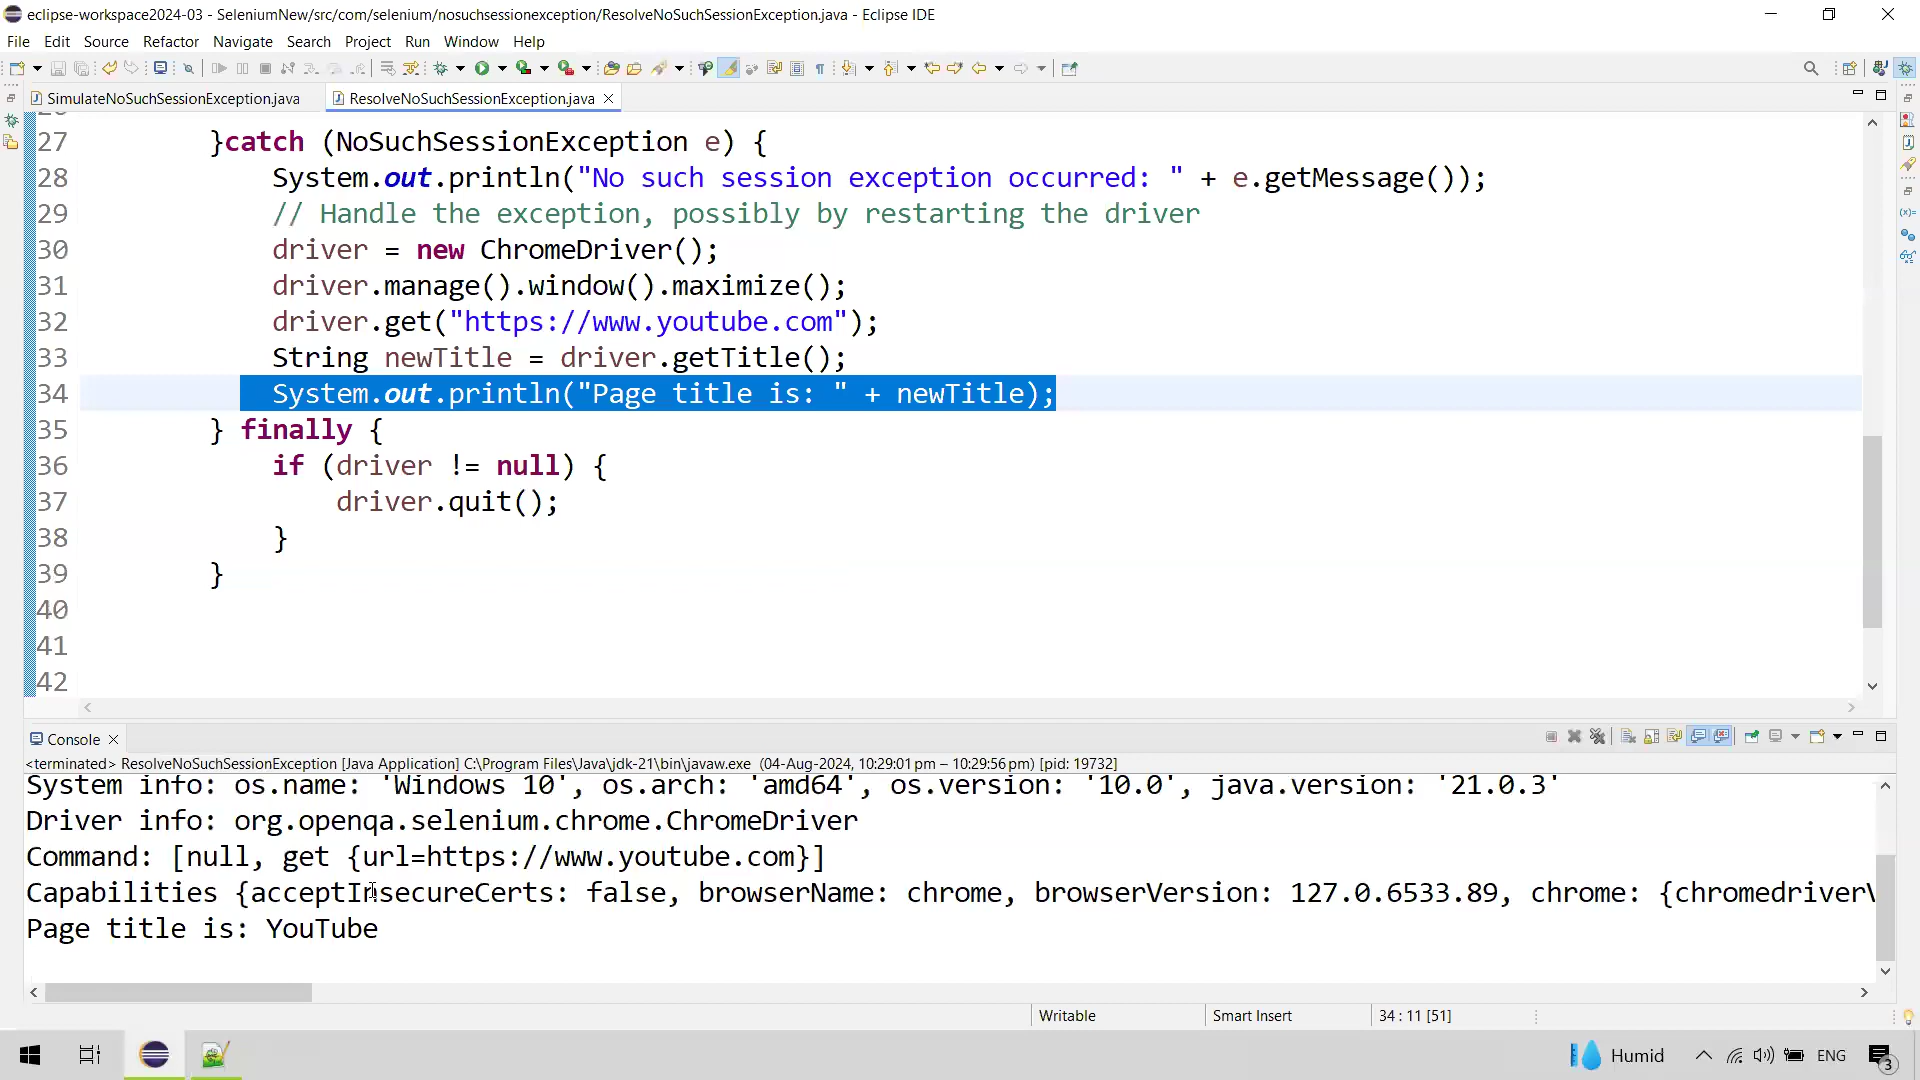 eclipse-workspace2024-03 - SeleniumNew/src/com/selenium/nosuchsessionexception/ResolveNoSuchSessionException.java - Eclipse IDE
File Edit Source Refactor Navigate Search Project Run Window Help
SimulateNoSuchSessionException.java ResolveNoSuchSessionException.java
27 }catch (NoSuchSessionException e) {
28 System.out.println("No such session exception occurred: " + e.getMessage());
29 // Handle the exception, possibly by restarting the driver
30 driver = new ChromeDriver();
31 driver.manage().window().maximize();
32 driver.get("https://www.youtube.com");
33 String newTitle = driver.getTitle();
34 System.out.println("Page title is: " + newTitle);
35 } finally {
36 if (driver != null) {
37 driver.quit();
38 }
39 }
40
41
42
Console
<terminated> ResolveNoSuchSessionException [Java Application] C:\Program Files\Java\jdk-21\bin\javaw.exe (04-Aug-2024, 10:29:01 pm – 10:29:56 pm) [pid: 19732]
System info: os.name: 'Windows 10', os.arch: 'amd64', os.version: '10.0', java.version: '21.0.3'
Driver info: org.openqa.selenium.chrome.ChromeDriver
Command: [null, get {url=https://www.youtube.com}]
Capabilities {acceptInsecureCerts: false, browserName: chrome, browserVersion: 127.0.6533.89, chrome: {chromedriverV
Page title is: YouTube
Writable Smart Insert 34 : 11 [51]
Humid ENG 3